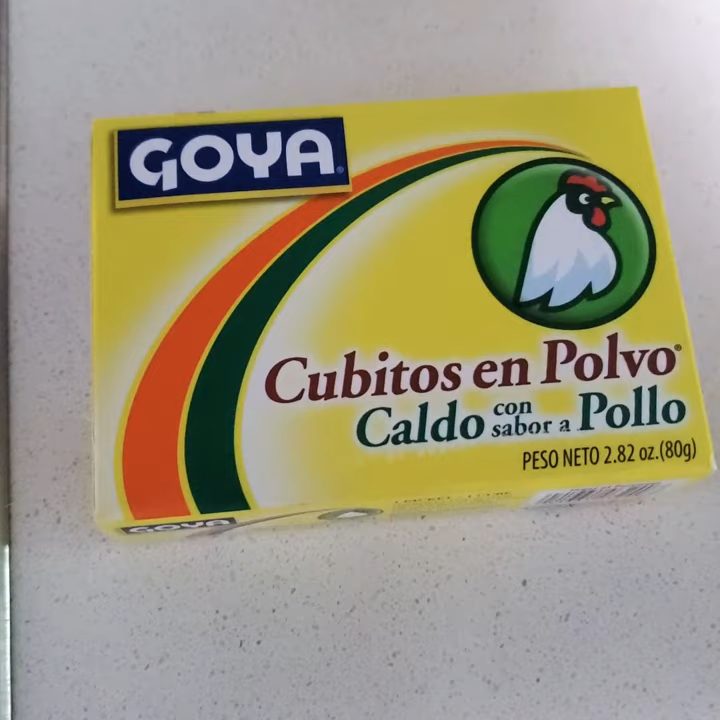 GOYA
Cubitos en Polvo®
Caldo con sabor a Pollo
PESO NETO 2.82 oz.(80g)
GOYA